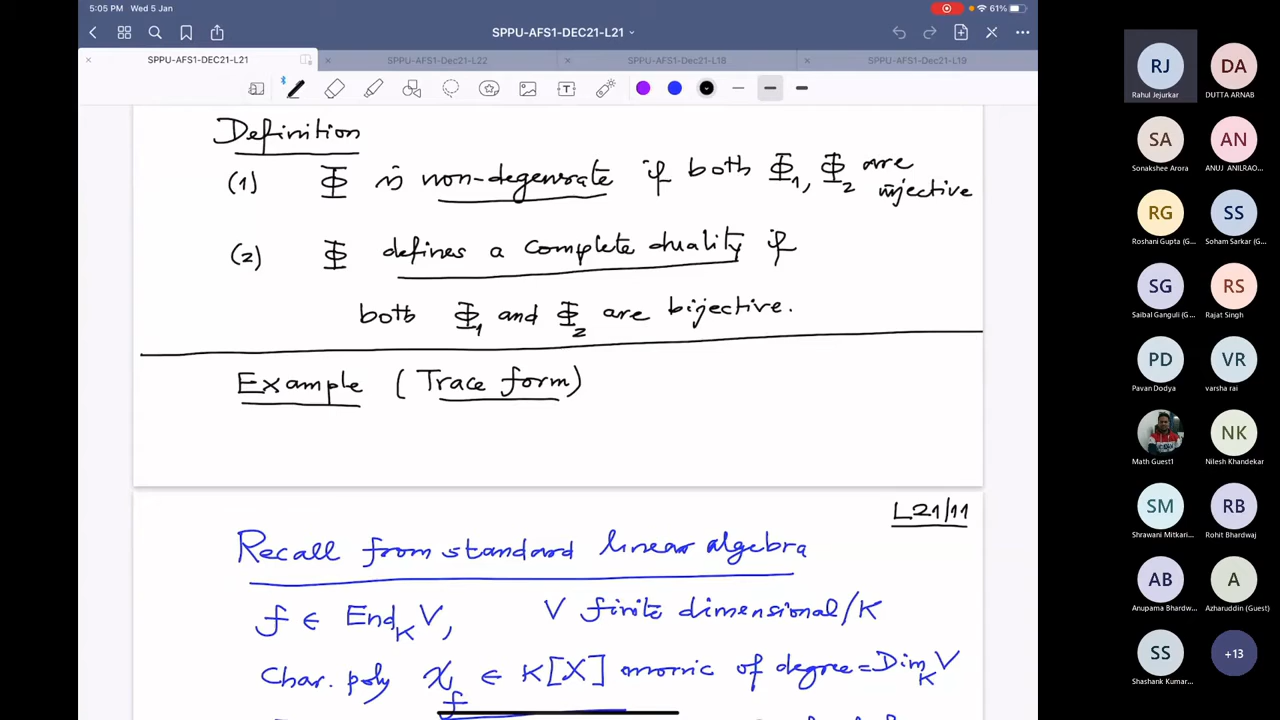 5:05 PM Wed 5 Jan
61%
SPPU-AFS1-DEC21-L21
SPPU-AFS1-DEC21-L21
SPPU-AFS1-Dec21-L22
SPPU-AFS1-Dec21-L18
SPPU-AFS1-Dec21-L19
Definition
(1) Φ is non-degenerate if both Φ₁, Φ₂ are injective
(2) Φ defines a complete duality if
both Φ₁ and Φ₂ are bijective.
Example (Trace form)
L21/11
Recall from standard linear algebra
f ∈ End_K V, V finite dimensional/K
Char. poly χ_f ∈ K[X] monic of degree = Dim_K V
RJ
Rahul Jejurkar
DA
DUTTA ARNAB
SA
Sonakshee Arora
AN
ANUJ ANILRAO...
RG
Roshani Gupta (G...
SS
Soham Sarkar (G...
SG
Saibal Ganguli (G...
RS
Rajat Singh
PD
Pavan Dodya
VR
varsha rai
Math Guest1
NK
Nilesh Khandekar
SM
Shrawani Mitkari...
RB
Rohit Bhardwaj
AB
Anupama Bhardw...
A
Azharuddin (Guest)
SS
Shashank Kumar...
+13